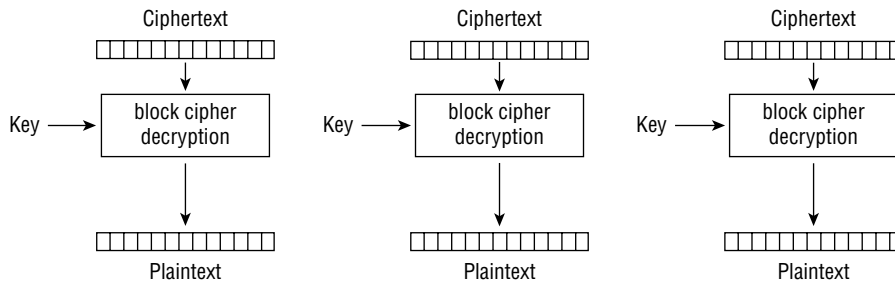 Ciphertext Ciphertext Ciphertext
Key block cipher decryption Key block cipher decryption Key block cipher decryption
Plaintext Plaintext Plaintext